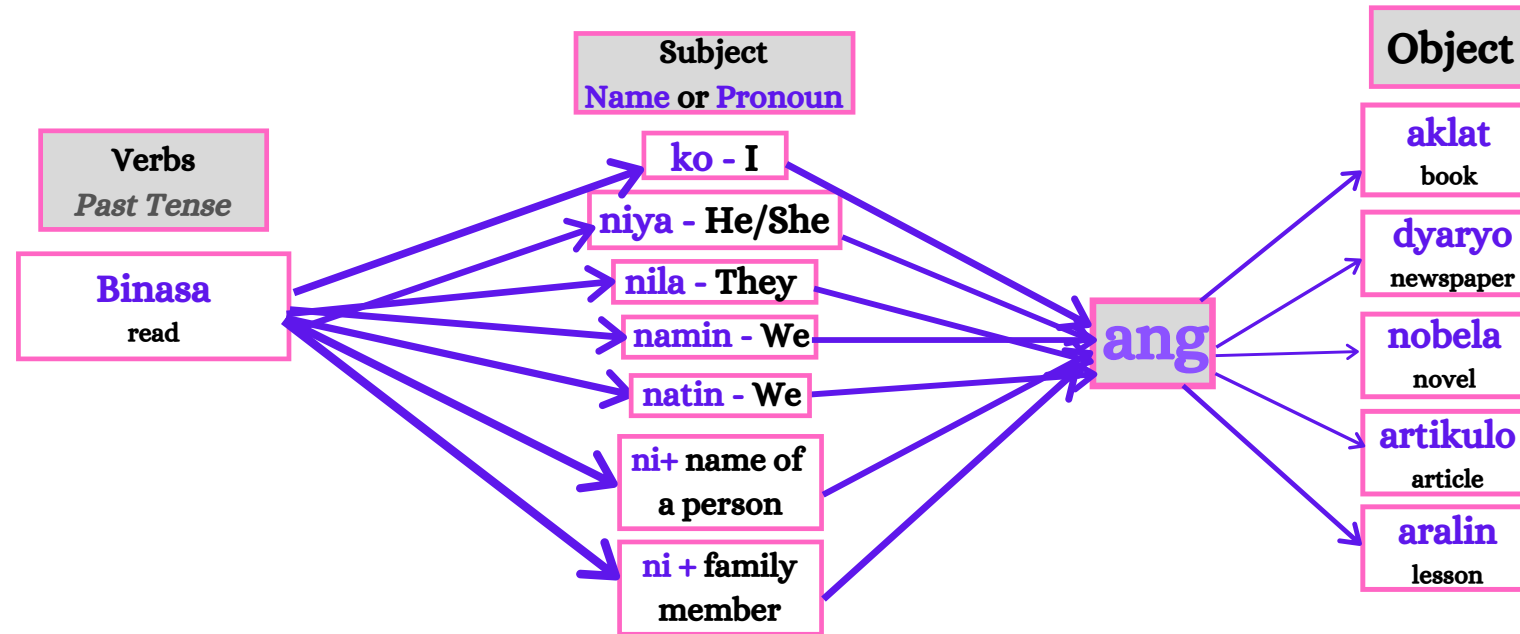 Verbs
Past Tense
Binasa
read
Subject
Name or Pronoun
ko - I
niya - He/She
nila - They
namin - We
natin - We
ni+ name of
a person
ni + family
member
ang
Object
aklat
book
dyaryo
newspaper
nobela
novel
artikulo
article
aralin
lesson